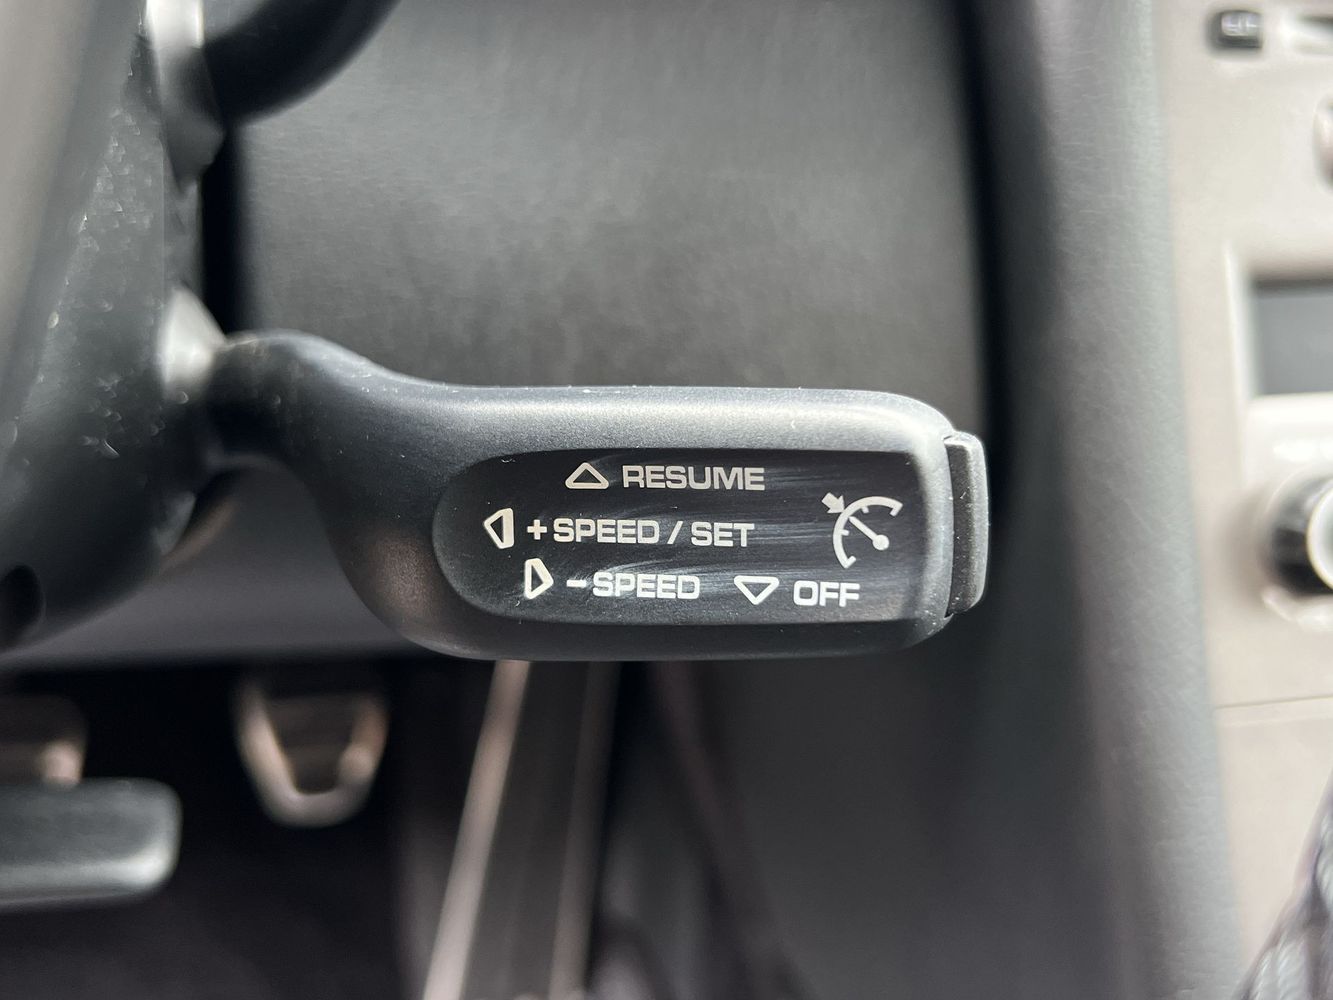 RESUME
+SPEED / SET
-SPEED OFF